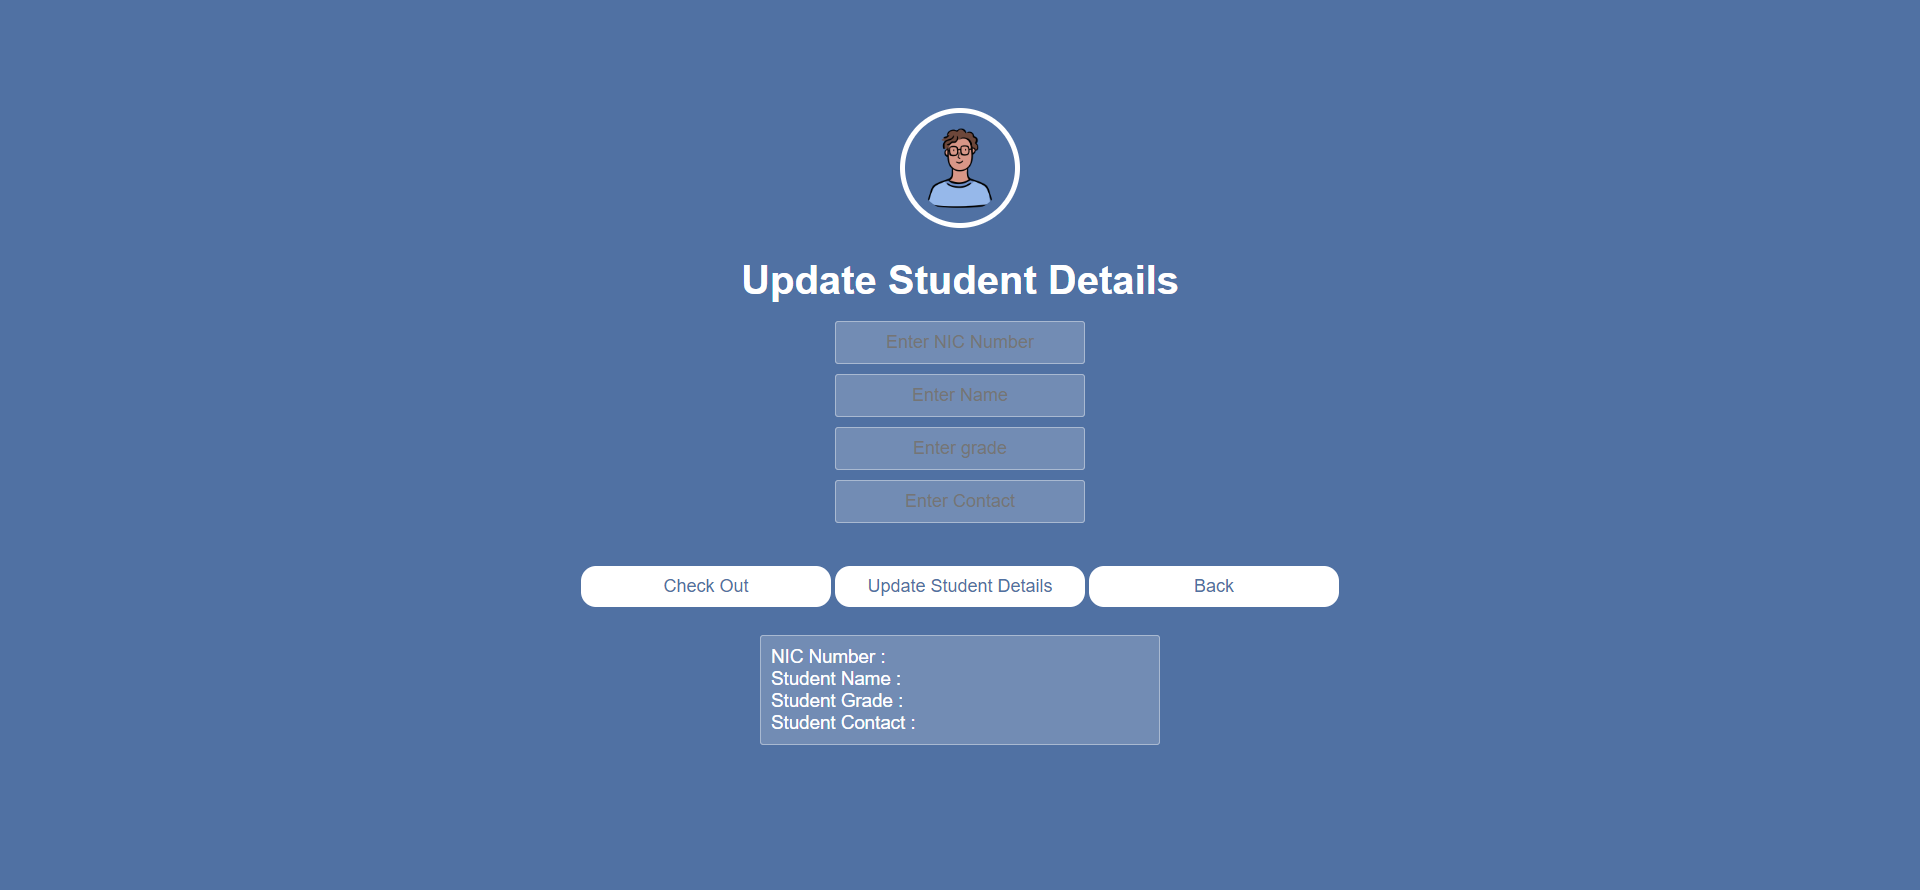 Update Student Details
Enter NIC Number
Enter Name
Enter grade
Enter Contact
Check Out
Update Student Details
Back
NIC Number :
Student Name :
Student Grade :
Student Contact :